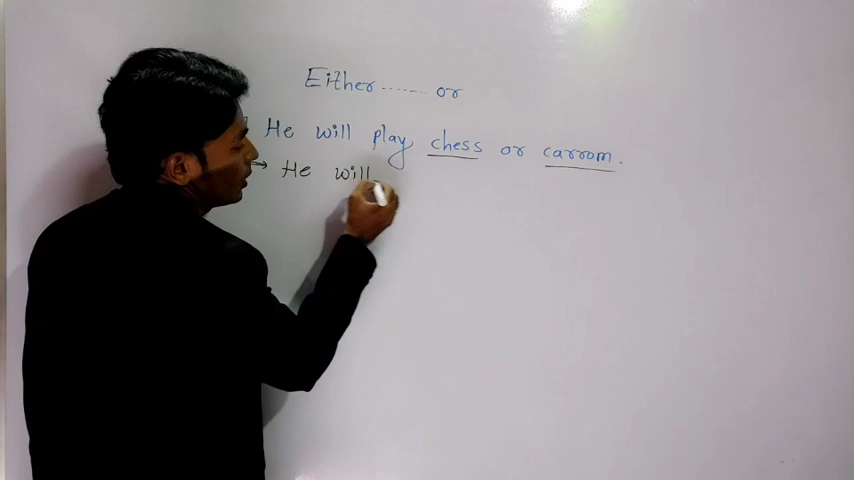 Either ....... or
He will play chess or carrom.
→ He will